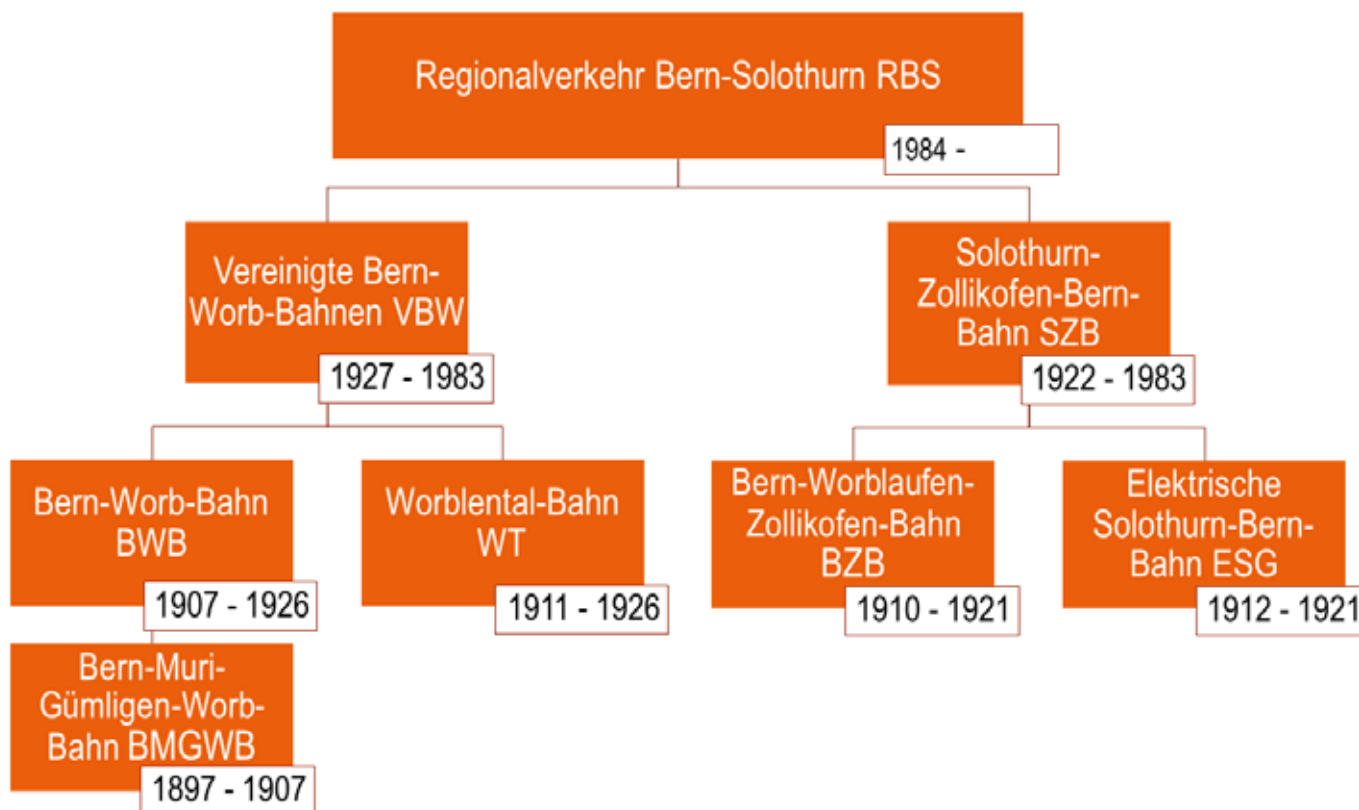 Regionalverkehr Bern-Solothurn RBS
1984 -
Vereinigte Bern-
Worb-Bahnen VBW
1927 - 1983
Solothurn-
Zollikofen-Bern-
Bahn SZB
1922 - 1983
Bern-Worb-Bahn
BWB
1907 - 1926
Worblental-Bahn
WT
1911 - 1926
Bern-Worblaufen-
Zollikofen-Bahn
BZB
1910 - 1921
Elektrische
Solothurn-Bern-
Bahn ESG
1912 - 1921
Bern-Muri-
Gümligen-Worb-
Bahn BMGWB
1897 - 1907